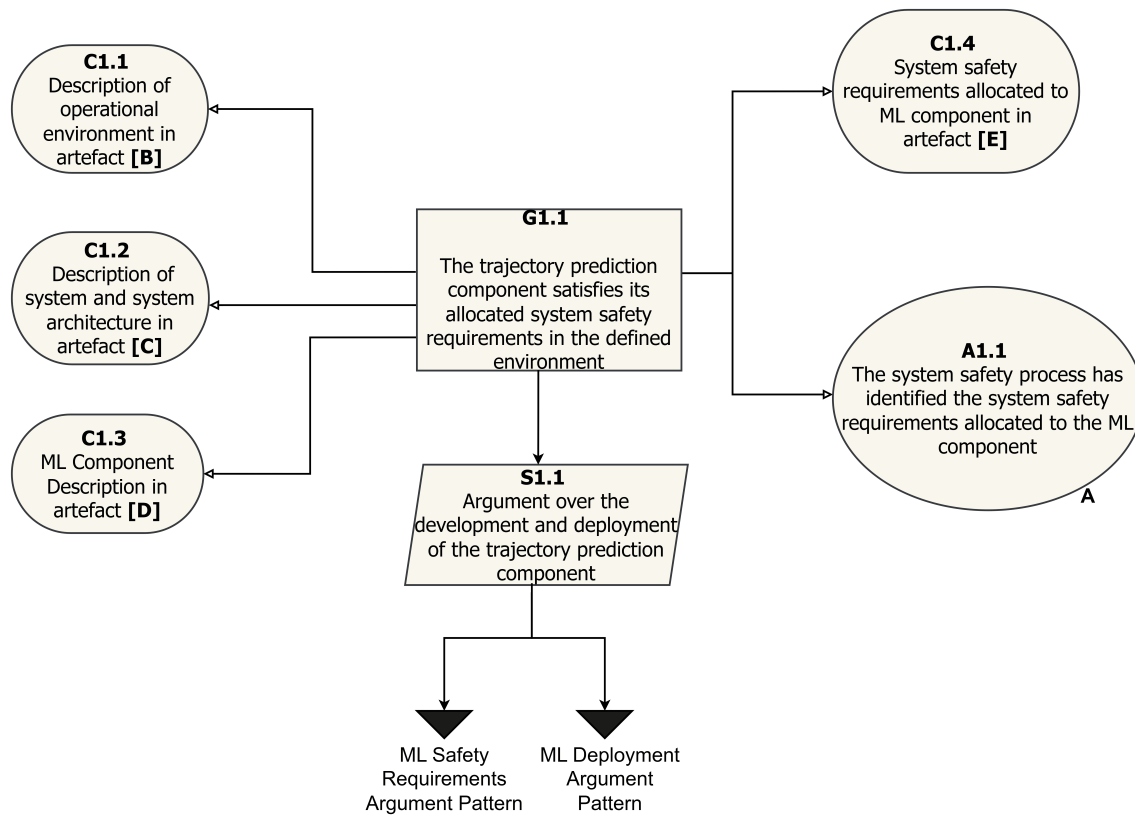 C1.1
Description of
operational
environment in
artefact [B]
C1.2
Description of
system and system
architecture in
artefact [C]
C1.3
ML Component
Description in
artefact [D]
G1.1
The trajectory prediction
component satisfies its
allocated system safety
requirements in the defined
environment
S1.1
Argument over the
development and deployment
of the trajectory prediction
component
ML Safety
Requirements
Argument Pattern
ML Deployment
Argument
Pattern
C1.4
System safety
requirements allocated to
ML component in
artefact [E]
A1.1
The system safety process has
identified the system safety
requirements allocated to the ML
component
A